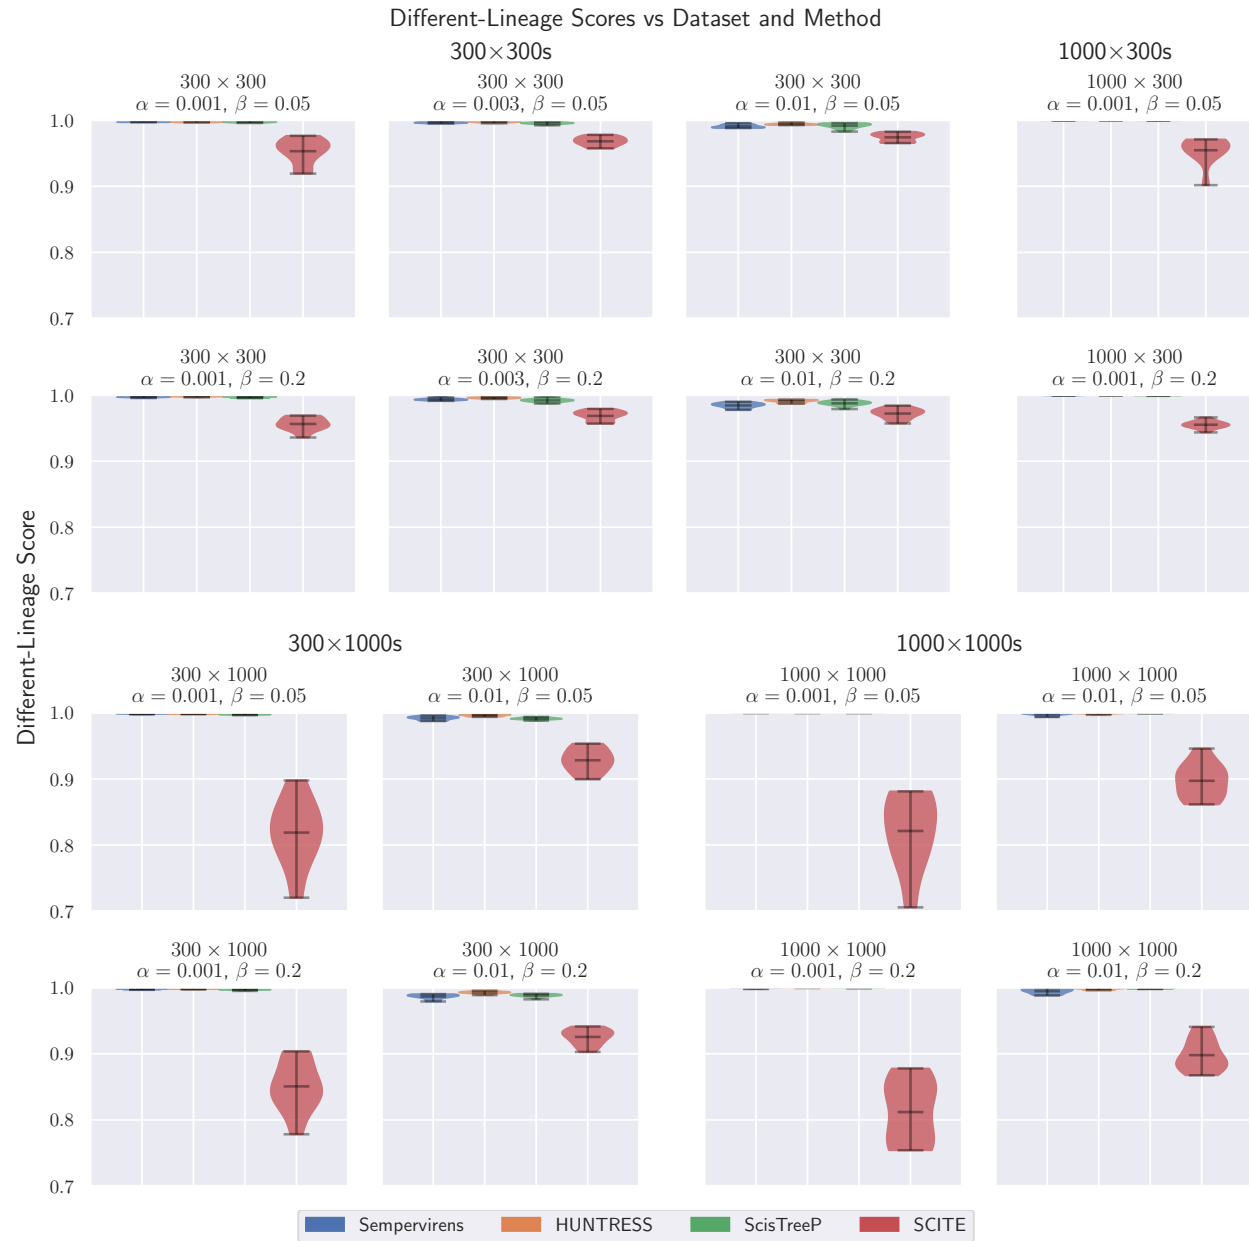 Different-Lineage Scores vs Dataset and Method
300×300s
1000×300s
300 × 300
α = 0.001, β = 0.05
300 × 300
α = 0.003, β = 0.05
300 × 300
α = 0.01, β = 0.05
1000 × 300
α = 0.001, β = 0.05
1.0
0.9
0.8
0.7
300 × 300
α = 0.001, β = 0.2
300 × 300
α = 0.003, β = 0.2
300 × 300
α = 0.01, β = 0.2
1000 × 300
α = 0.001, β = 0.2
1.0
0.9
0.8
0.7
Different-Lineage Score
300×1000s
1000×1000s
300 × 1000
α = 0.001, β = 0.05
300 × 1000
α = 0.01, β = 0.05
1000 × 1000
α = 0.001, β = 0.05
1000 × 1000
α = 0.01, β = 0.05
1.0
0.9
0.8
0.7
300 × 1000
α = 0.001, β = 0.2
300 × 1000
α = 0.01, β = 0.2
1000 × 1000
α = 0.001, β = 0.2
1000 × 1000
α = 0.01, β = 0.2
1.0
0.9
0.8
0.7
Sempervirens
HUNTRESS
ScisTreeP
SCITE